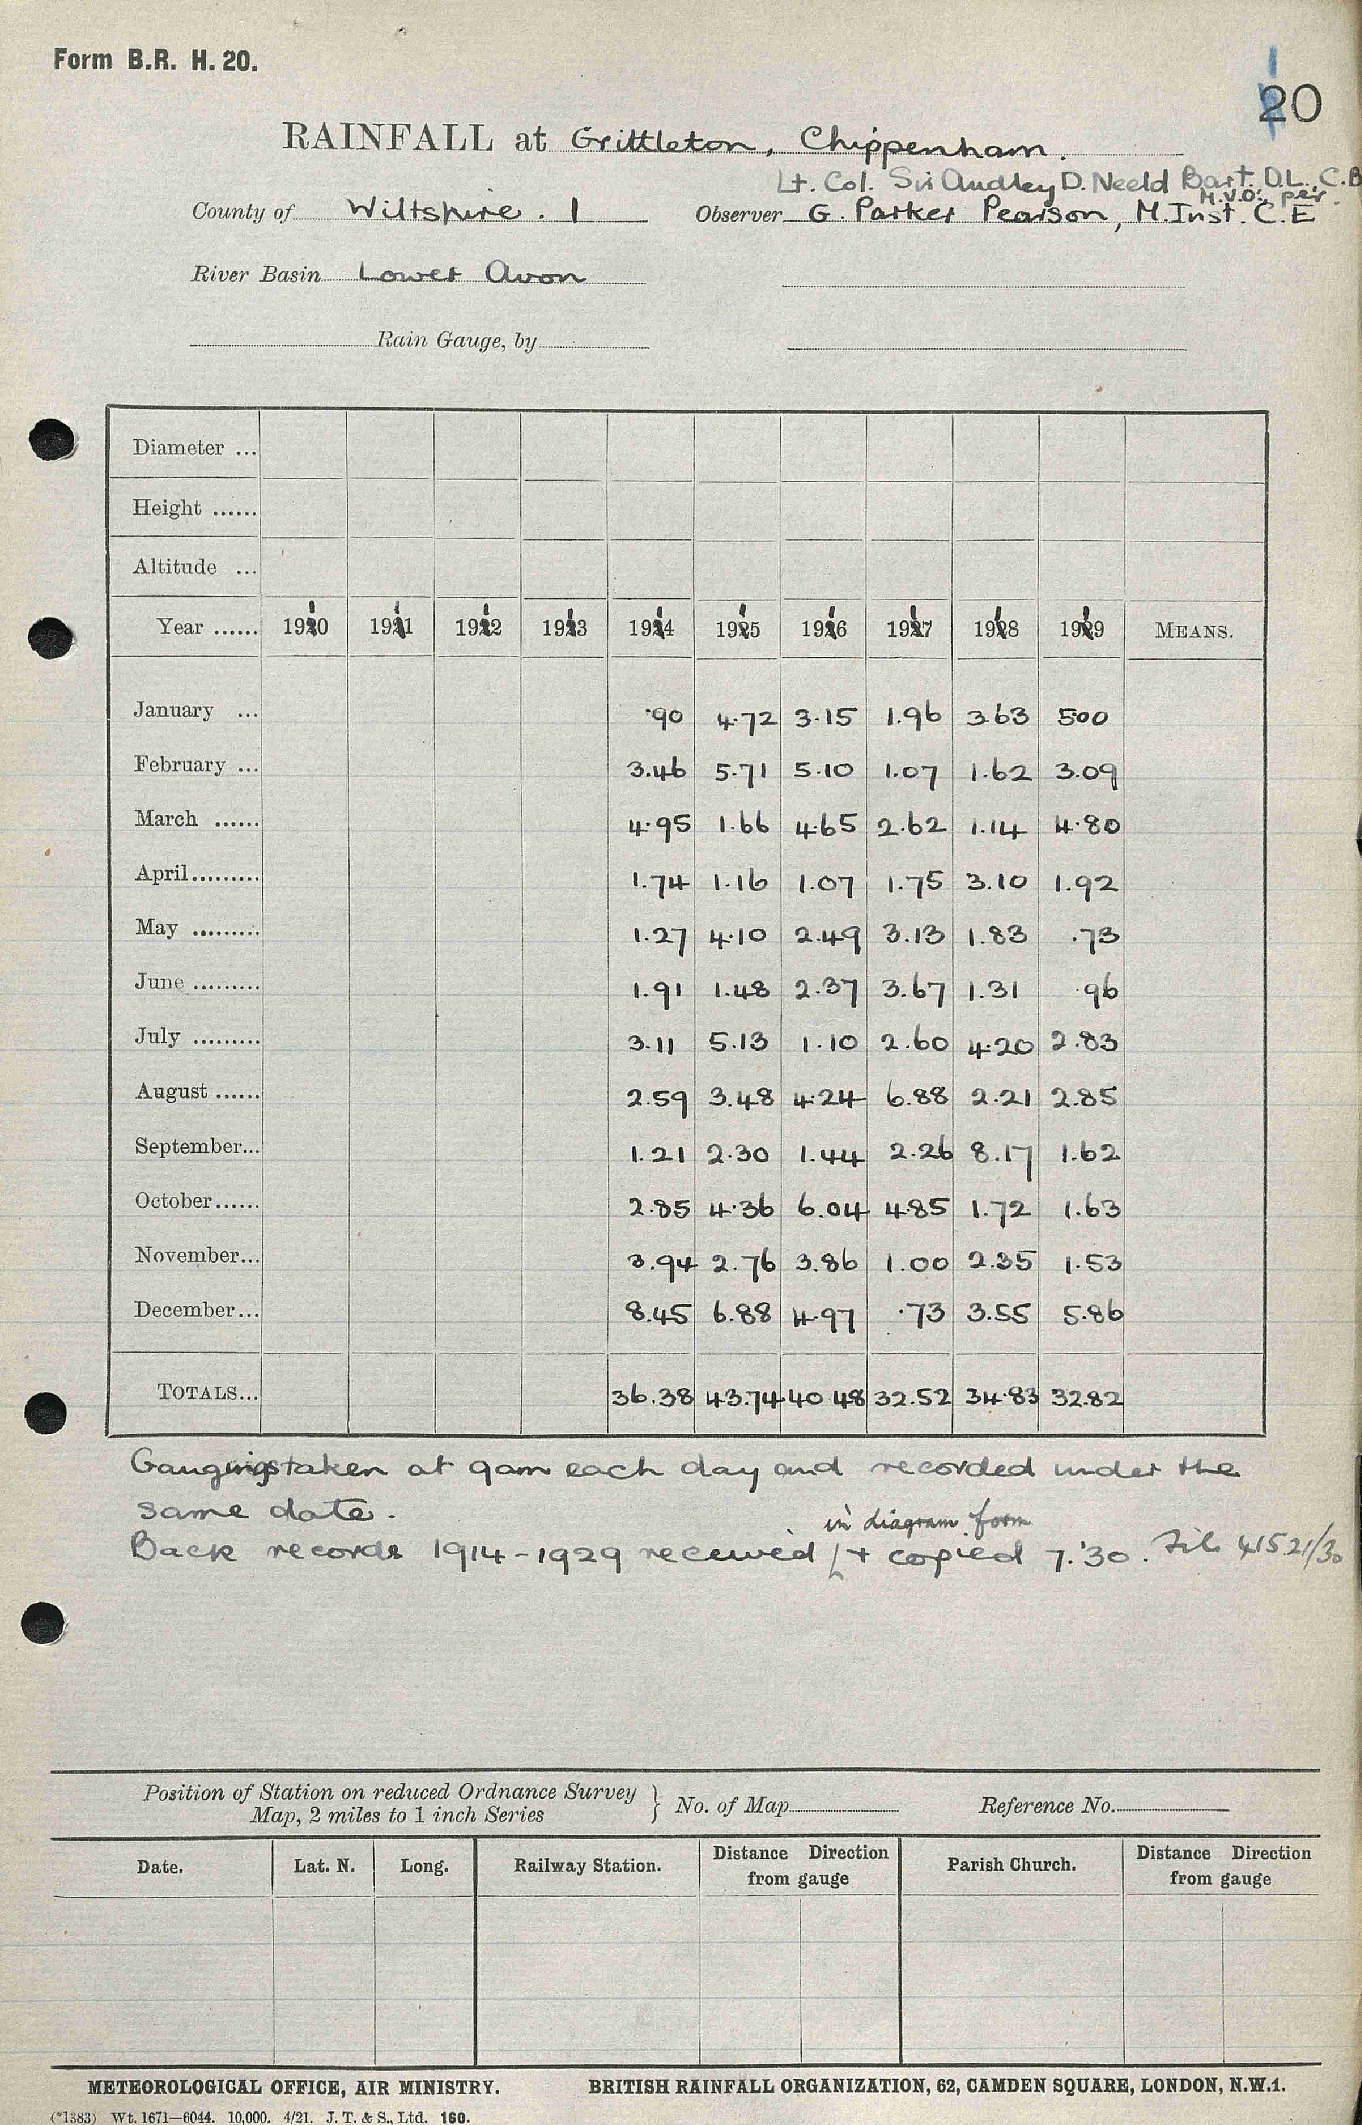 Form B.R. H. 20.
120
RAINFALL at Grittleton, Chippenham.
Lt. Col. Sir Audley D. Neeld Bart. D.L., C.B
M.V.O., per
County of Wiltshire. 1 Observer G. Parker Pearson, M.Inst. C.E
River Basin Lower Avon
Rain Gauge, by
Diameter ...
Height ......
Altitude ...
Year ...... 1910 1911 1912 1913 1914 1915 1916 1917 1918 1919 MEANS.
January ... .90 4.72 3.15 1.96 3.63 5.00
February ... 3.46 5.71 5.10 1.07 1.62 3.09
March ...... 4.95 1.66 4.65 2.62 1.14 4.80
April......... 1.74 1.16 1.07 1.75 3.10 1.92
May ......... 1.27 4.10 2.49 3.13 1.83 .73
June ......... 1.91 1.48 2.37 3.67 1.31 .96
July ......... 3.11 5.13 1.10 2.60 4.20 2.83
August ...... 2.59 3.48 4.24 6.88 2.21 2.85
September... 1.21 2.30 1.44 2.26 8.17 1.62
October...... 2.85 4.36 6.04 4.85 1.72 1.63
November... 3.94 2.76 3.86 1.00 2.35 1.53
December... 8.45 6.88 4.97 .73 3.55 5.86
TOTALS... 36.38 43.74 40.48 32.52 34.83 32.82
Gaugings taken at 9am each day and recorded under the
same date.
in diagram form
Back records 1914-1929 received + copied 7.'30. File 41521/30
Position of Station on reduced Ordnance Survey
Map, 2 miles to 1 inch Series } No. of Map Reference No.
Date. Lat. N. Long. Railway Station. Distance Direction from gauge Parish Church. Distance Direction from gauge
METEOROLOGICAL OFFICE, AIR MINISTRY. BRITISH RAINFALL ORGANIZATION, 62, CAMDEN SQUARE, LONDON, N.W.1.
(*1383) Wt. 1671—6044. 10,000. 4/21. J. T. & S., Ltd. 160.